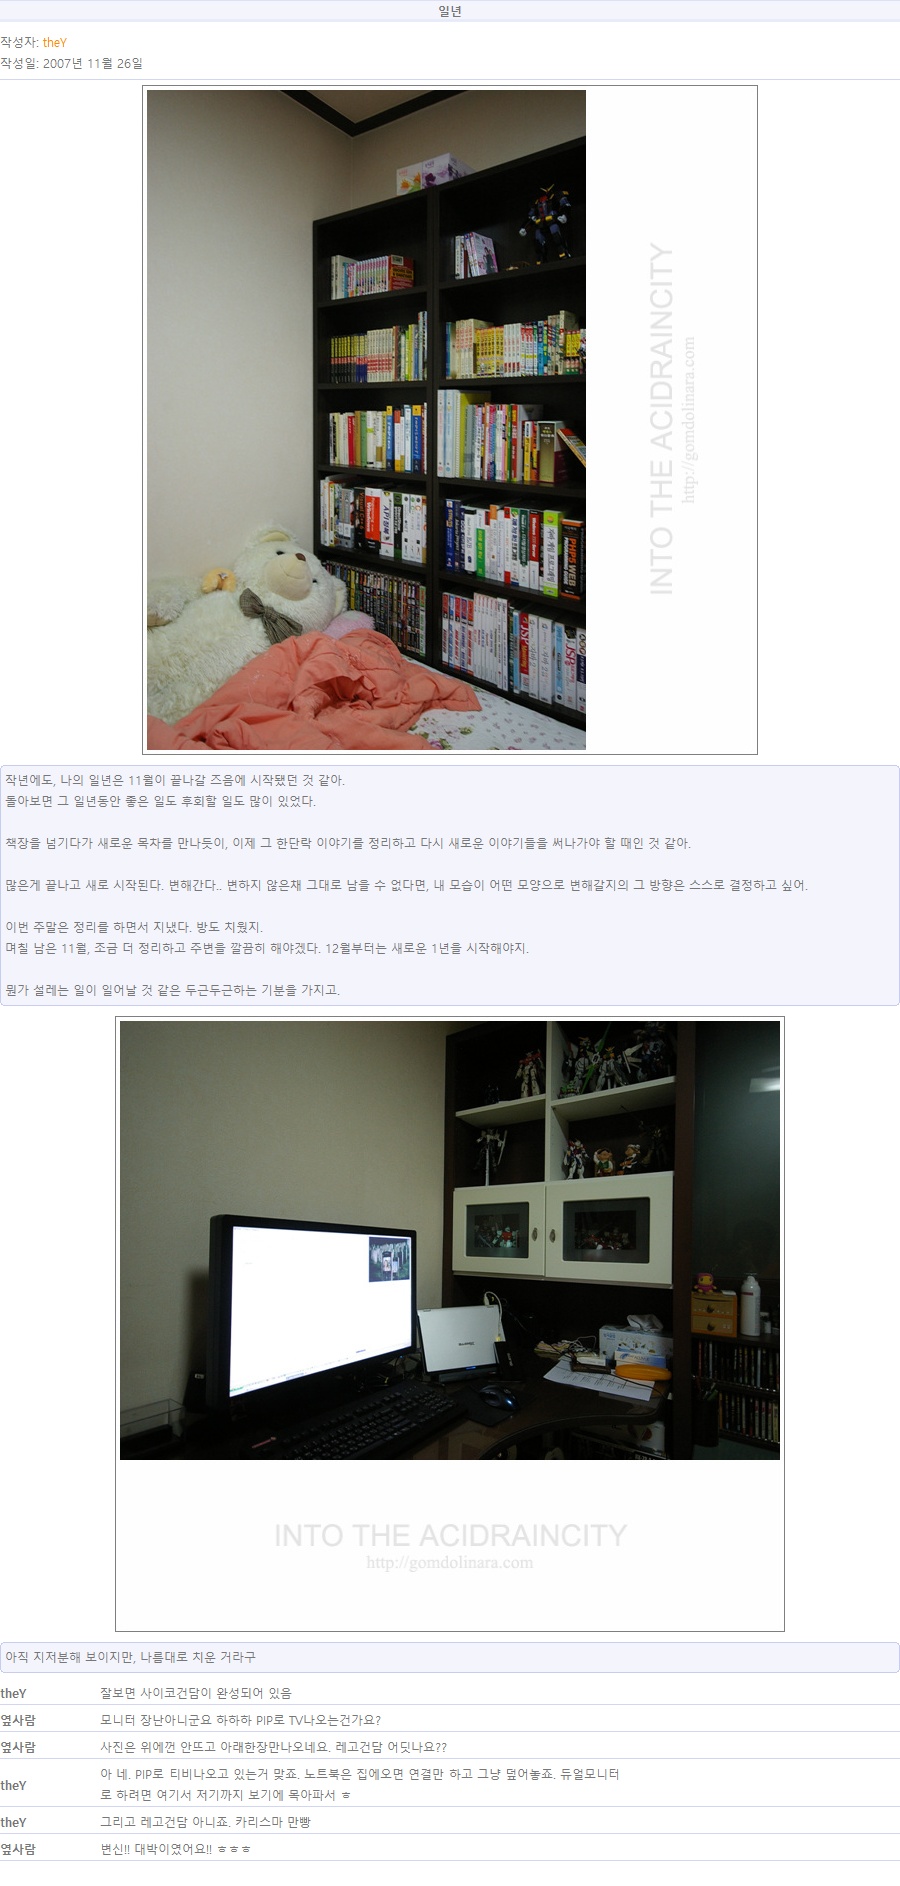 일년
작성자: theY
작성일: 2007년 11월 26일
INTO THE ACIDRAINCITY
http://gomdolinara.com
작년에도, 나의 일년은 11월이 끝나갈 즈음에 시작됐던 것 같아.
돌아보면 그 일년동안 좋은 일도 후회할 일도 많이 있었다.
책장을 넘기다가 새로운 목차를 만나듯이, 이제 그 한단락 이야기를 정리하고 다시 새로운 이야기들을 써나가야 할 때인 것 같아.
많은게 끝나고 새로 시작된다. 변해간다.. 변하지 않은채 그대로 남을 수 없다면, 내 모습이 어떤 모양으로 변해갈지의 그 방향은 스스로 결정하고 싶어.
이번 주말은 정리를 하면서 지냈다. 방도 치웠지.
며칠 남은 11월, 조금 더 정리하고 주변을 깔끔히 해야겠다. 12월부터는 새로운 1년을 시작해야지.
뭔가 설레는 일이 일어날 것 같은 두근두근하는 기분을 가지고.
INTO THE ACIDRAINCITY
http://gomdolinara.com
아직 지저분해 보이지만, 나름대로 치운 거라구
theY 잘보면 사이코건담이 완성되어 있음
옆사람 모니터 장난아니군요 하하하 PIP로 TV나오는건가요?
옆사람 사진은 위에껀 안뜨고 아래한장만나오네요. 레고건담 어딧나요??
theY 아 네. PIP로 티비나오고 있는거 맞죠. 노트북은 집에오면 연결만 하고 그냥 덮어놓죠. 듀얼모니터
로 하려면 여기서 저기까지 보기에 목아파서 ㅎ
theY 그리고 레고건담 아니죠. 카리스마 만빵
옆사람 변신!! 대박이였어요!! ㅎㅎㅎ